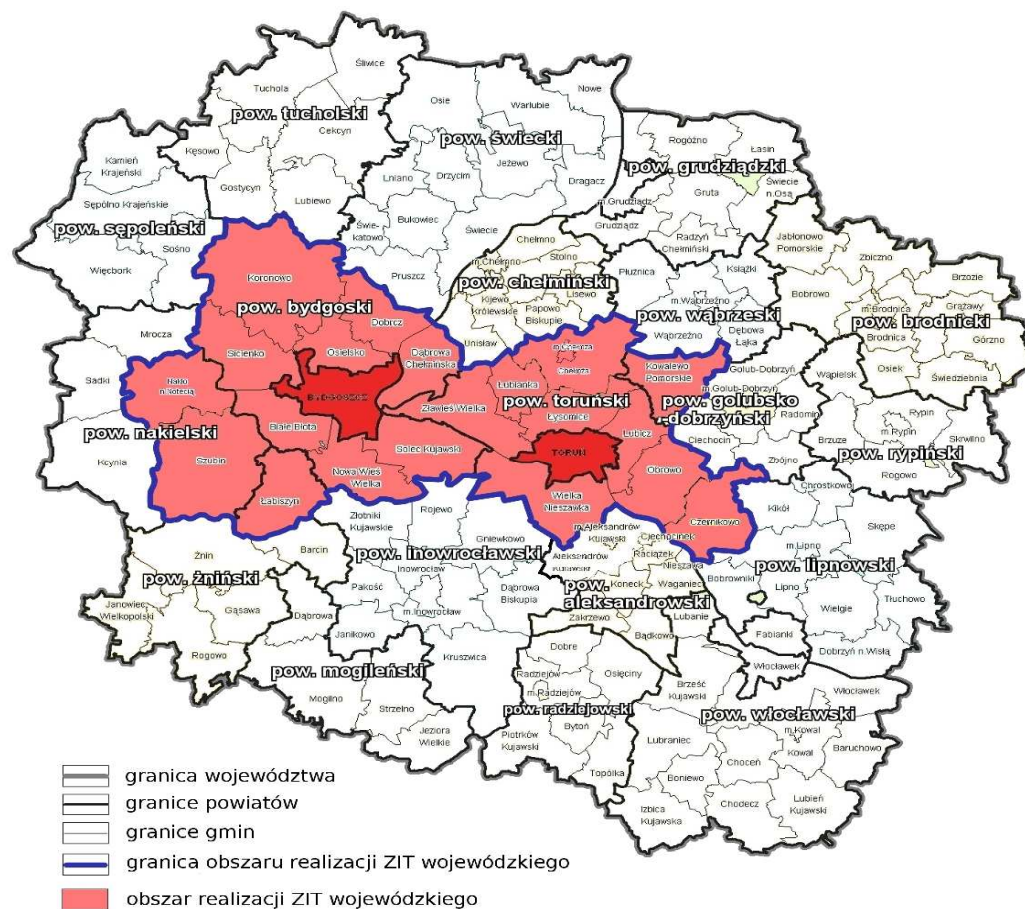 Śliwice
Tuchola
pow. tucholski
Cekcyn
Kęsowo
Gostycyn
Lubiewo
Nowe
Osie
Warlubie
pow. świecki
Jeżewo
Lniano
Drzycim
Dragacz
Bukowiec
Świe-
katowo
Świecie
Pruszcz
Rogóźno
Łasin
pow. grudziądzki
Świecie
n.Osą
m.Grudziądz
Gruta
Grudziądz
Radzyń
Chełmiński
Kamień
Krajeński
Sępólno Krajeńskie
pow. sępoleński
Sośno
Więcbork
Koronowo
pow. bydgoski
Dobrcz
Sicienko
Osielsko
Dąbrowa
Chełmińska
BYDGOSZCZ
Białe Błota
Solec Kujawski
Nowa Wieś
Wielka
Chełmno
m.Chełmno
Stolno
pow. chełmiński
Kijewo
Królewskie
Lisewo
Papowo
Biskupie
Unisław
Płużnica
Książki
m.Wąbrzeźno
pow. wąbrzeski
Wąbrzeźno
Dębowa
Łąka
Jabłonowo
Pomorskie
Zbiczno
Bobrowo
Brzozie
m.Brodnica
Grążawy
pow. brodnicki
Brodnica
Górzno
Osiek
Świedziebnia
Mrocza
Sadki
Nakło
n.Notecią
pow. nakielski
Kcynia
Szubin
Łabiszyn
m.Chełmża
Chełmża
Łubianka
pow. toruński
Zławieś Wielka
Łysomice
Lubicz
TORUŃ
Obrowo
Wielka
Nieszawka
Czernikowo
Kowalewo
Pomorskie
Golub-Dobrzyń
m.Golub-Dobrzyń
pow. golubsko
-dobrzyński
Radomin
Ciechocin
Zbójno
Wąpielsk
Rypin
m.Rypin
Skrwilno
Brzuze
pow. rypiński
Rogowo
Złotniki
Kujawskie
Rojewo
Gniewkowo
pow. inowrocławski
Inowrocław
Pakość
Dąbrowa
Biskupia
m.Inowrocław
Janikowo
Kruszwica
m.Aleksandrów
Kujawski
Ciechocinek
Aleksandrów
Kujawski
Raciążek
Nieszawa
Koneck
Waganiec
pow.
aleksandrowski
Zakrzewo
Bądkowo
Chrostkowo
Kikół
Skępe
m.Lipno
pow. lipnowski
Bobrowniki
Lipno
Tłuchowo
Wielgie
Dobrzyń n.Wisłą
Żnin
Barcin
pow. żniński
Janowiec
Wielkopolski
Gąsawa
Rogowo
Dąbrowa
pow. mogileński
Mogilno
Strzelno
Jeziora
Wielkie
Dobre
Radziejów
Osięciny
m.Radziejów
pow. radziejowski
Bytoń
Piotrków
Kujawski
Topólka
Lubanie
Fabianki
Włocławek
Brześć
Kujawski
Włocławek
pow. włocławski
m.Kowal
Lubraniec
Kowal
Baruchowo
Choceń
Boniewo
Izbica
Kujawska
Chodecz
Lubień
Kujawski
granica województwa
granice powiatów
granice gmin
granica obszaru realizacji ZIT wojewódzkiego
obszar realizacji ZIT wojewódzkiego